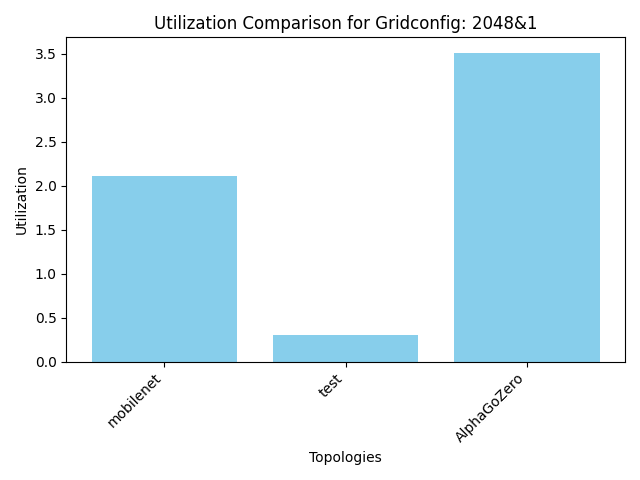 Utilization Comparison for Gridconfig: 2048&1
3.5
3.0
2.5
2.0
1.5
1.0
0.5
0.0
Utilization
mobilenet
test
AlphaGoZero
Topologies